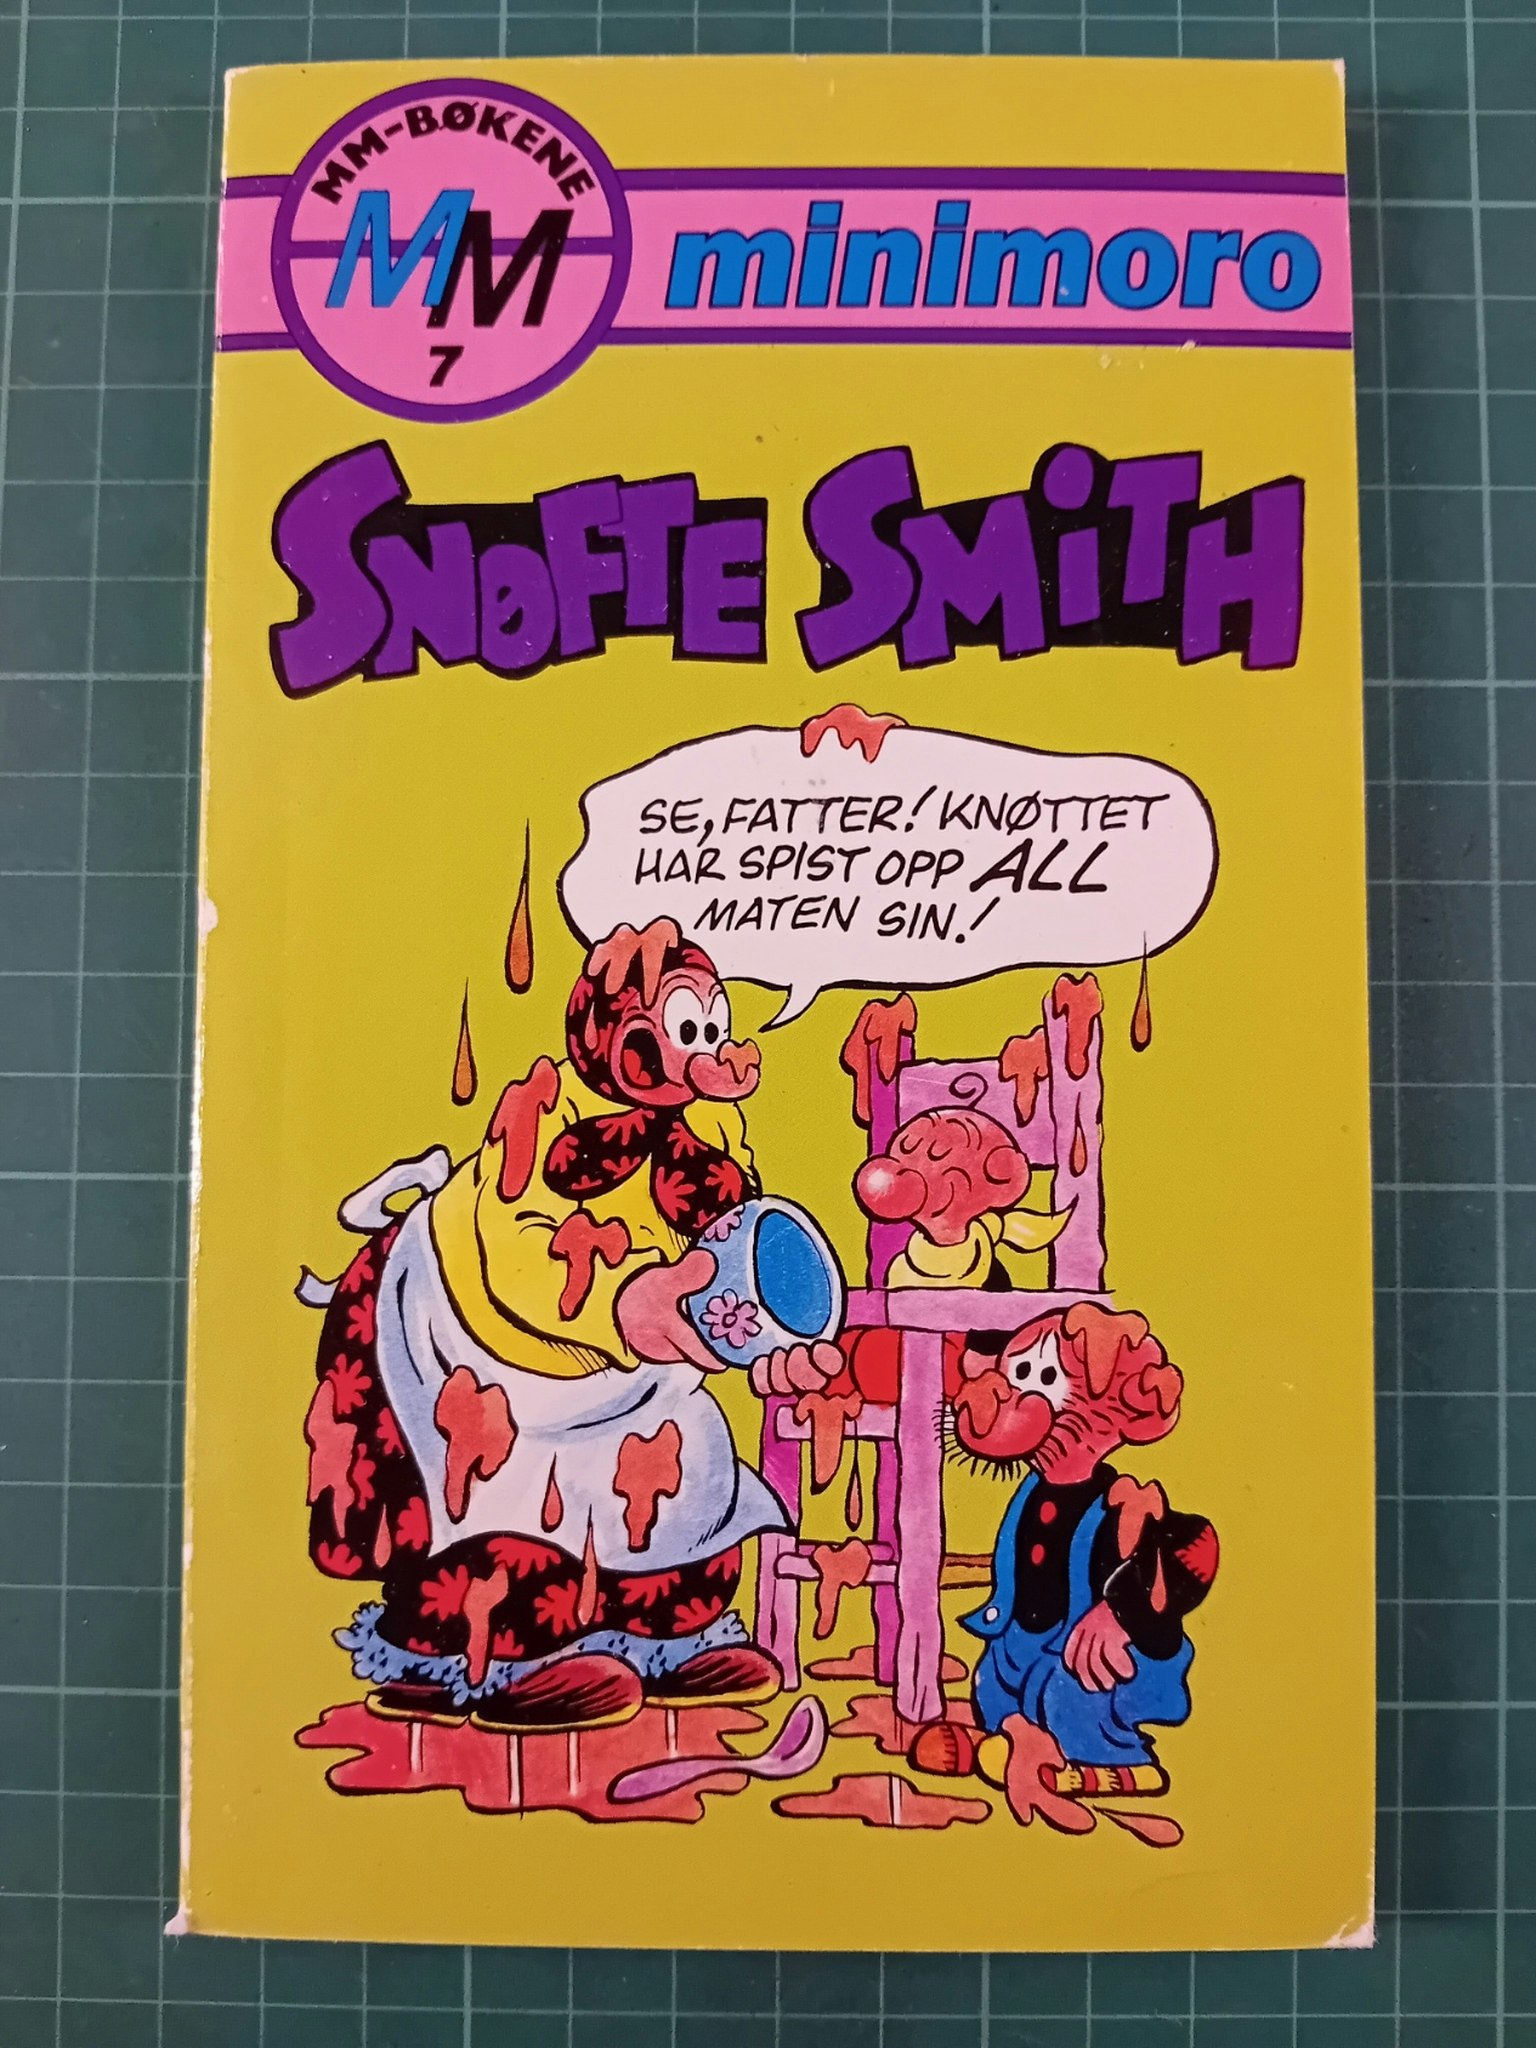 MM-BØKENE
MM
7
minimoro
SNØFTE SMiTH
SE, FATTER! KNØTTET
HAR SPIST OPP ALL
MATEN SIN!